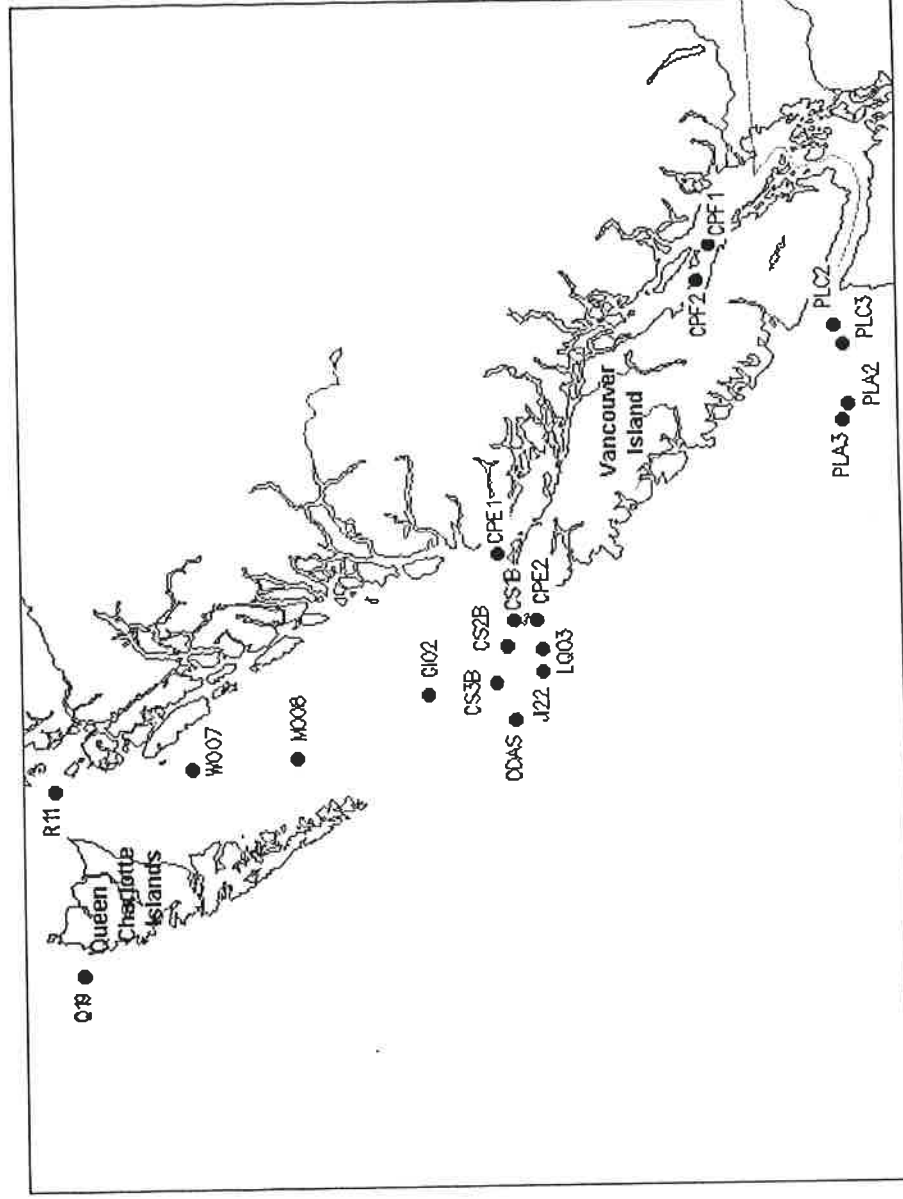 Q19
R11
Queen
Charlotte
Islands
W007
M008
GI02
CPE1
CS3B
CS2B
CS1B
ODAS
J22
LQ03
CPE2
Vancouver
Island
CPF2
CPF1
PLA3
PLA2
PLC3
PLC2